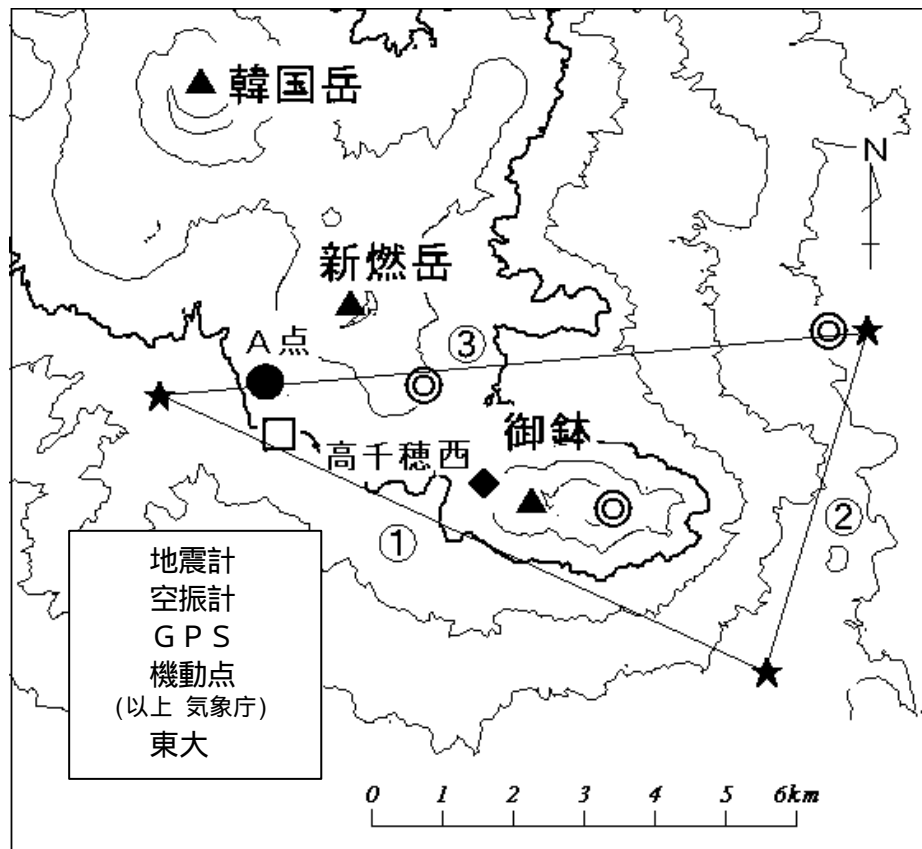 韓国岳
N
新燃岳
③
A点
御鉢
高千穂西
②
①
地震計
空振計
GPS
機動点
(以上 気象庁)
東大
0 1 2 3 4 5 6km